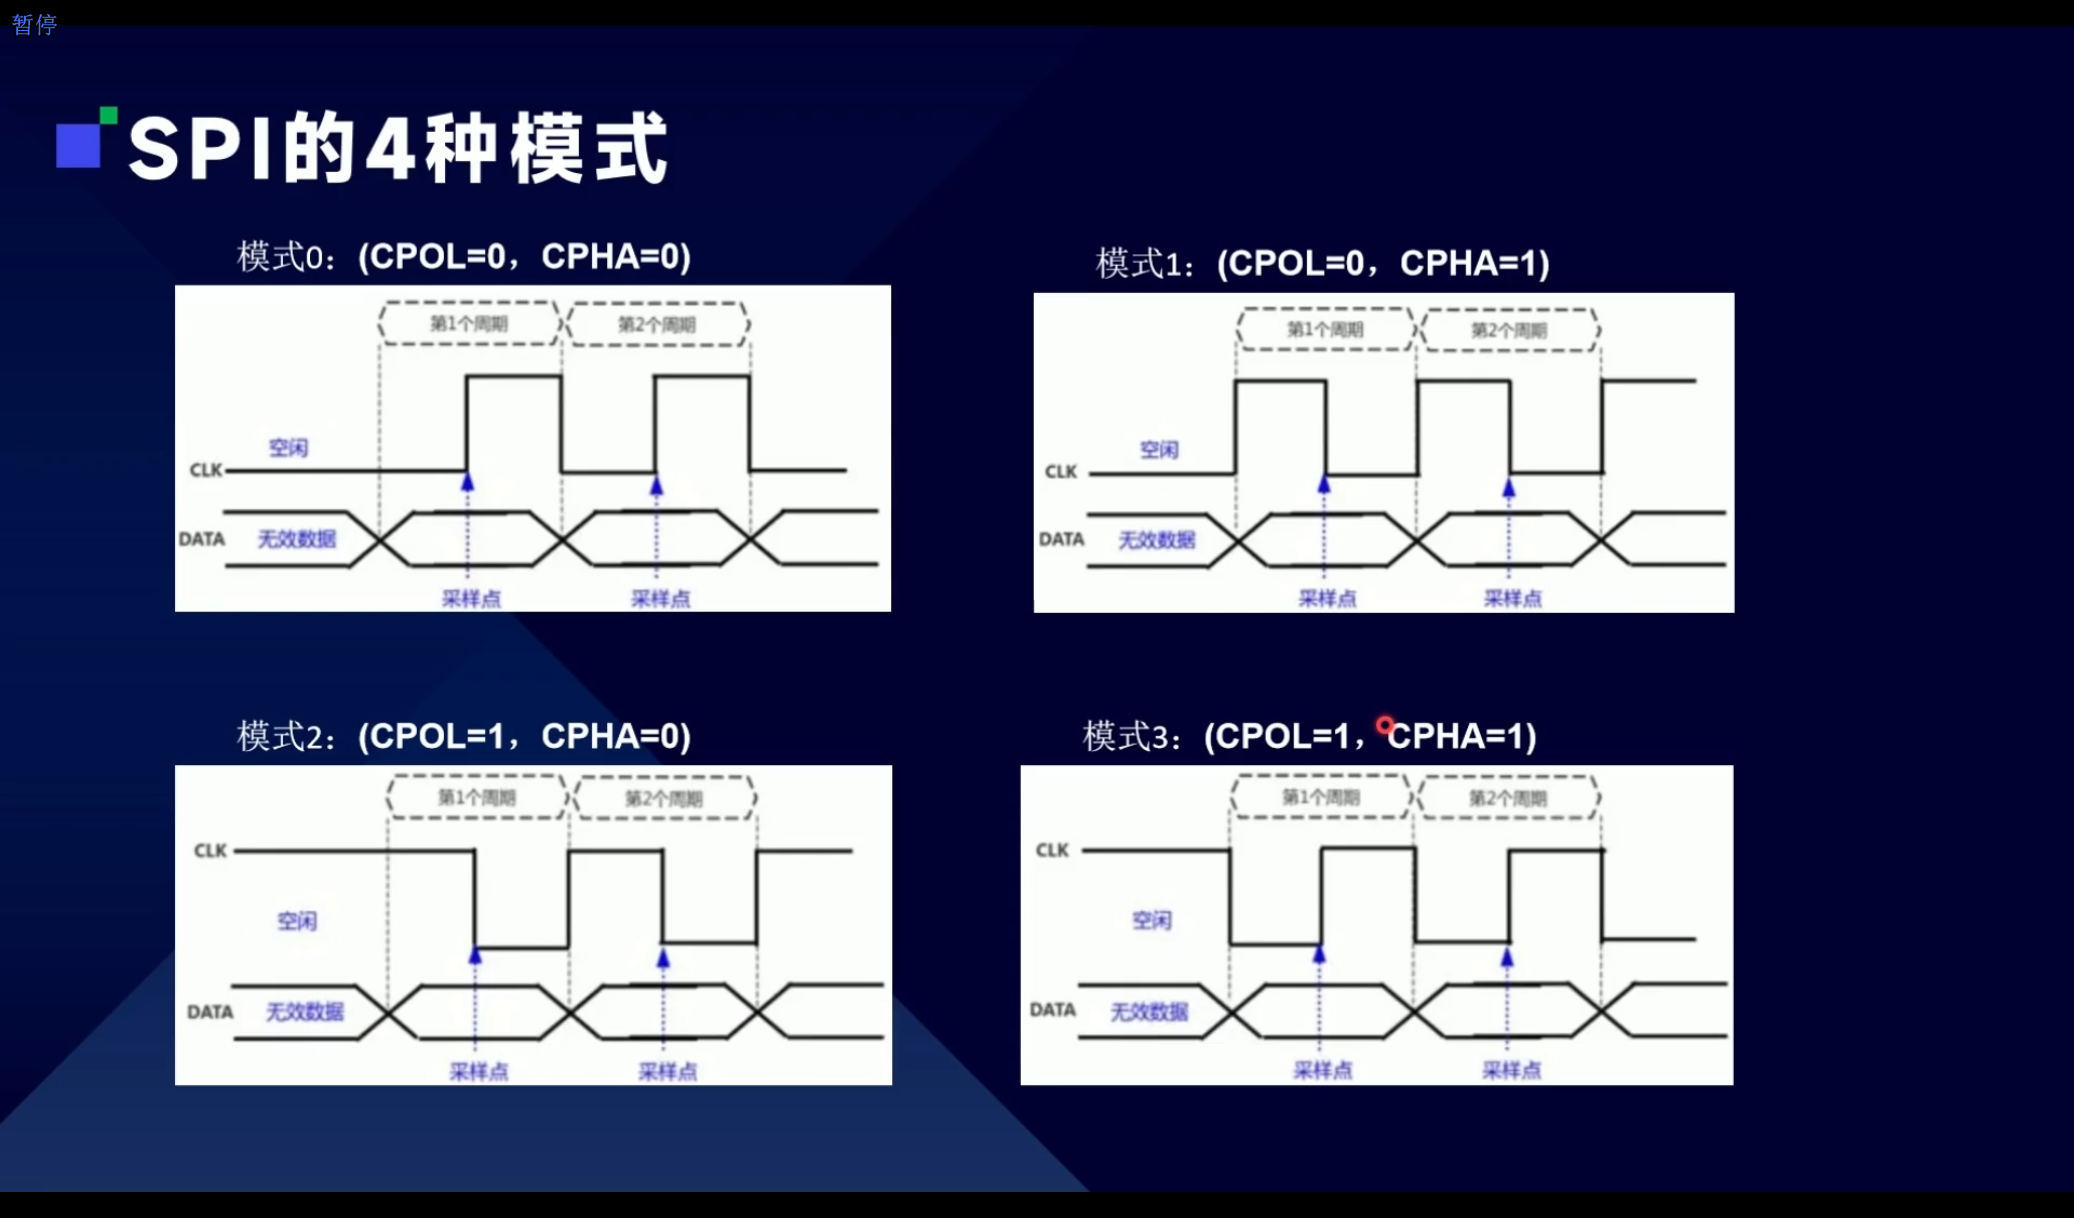 暂停
SPI的4种模式
模式0：(CPOL=0，CPHA=0)
第1个周期 第2个周期
空闲
CLK
DATA 无效数据
采样点 采样点
模式1：(CPOL=0，CPHA=1)
第1个周期 第2个周期
空闲
CLK
DATA 无效数据
采样点 采样点
模式2：(CPOL=1，CPHA=0)
第1个周期 第2个周期
CLK
空闲
DATA 无效数据
采样点 采样点
模式3：(CPOL=1，CPHA=1)
第1个周期 第2个周期
CLK
空闲
DATA 无效数据
采样点 采样点